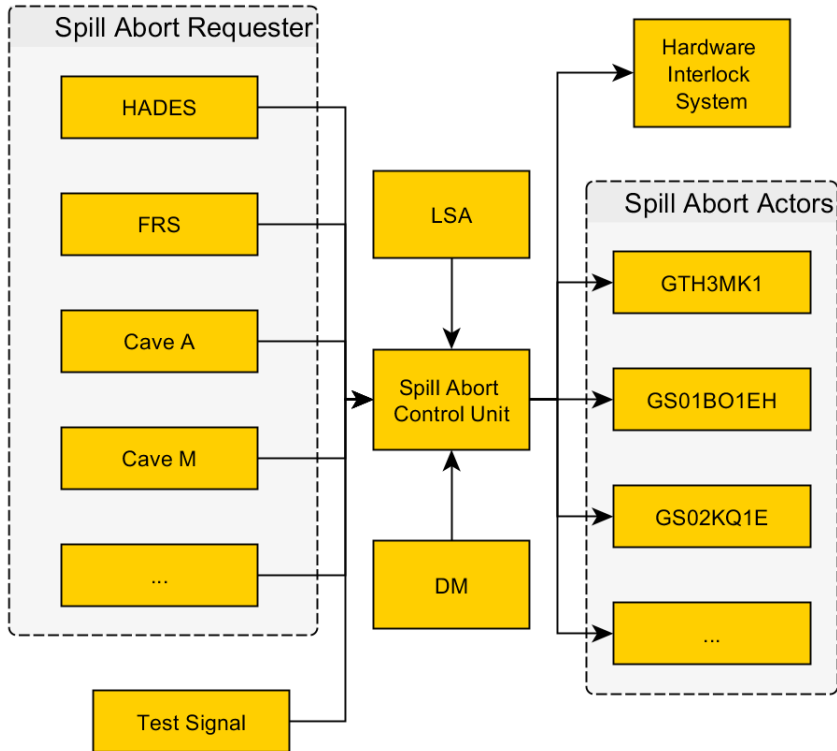 Spill Abort Requester
HADES
FRS
Cave A
Cave M
...
Test Signal
LSA
Spill Abort
Control Unit
DM
Hardware
Interlock
System
Spill Abort Actors
GTH3MK1
GS01BO1EH
GS02KQ1E
...